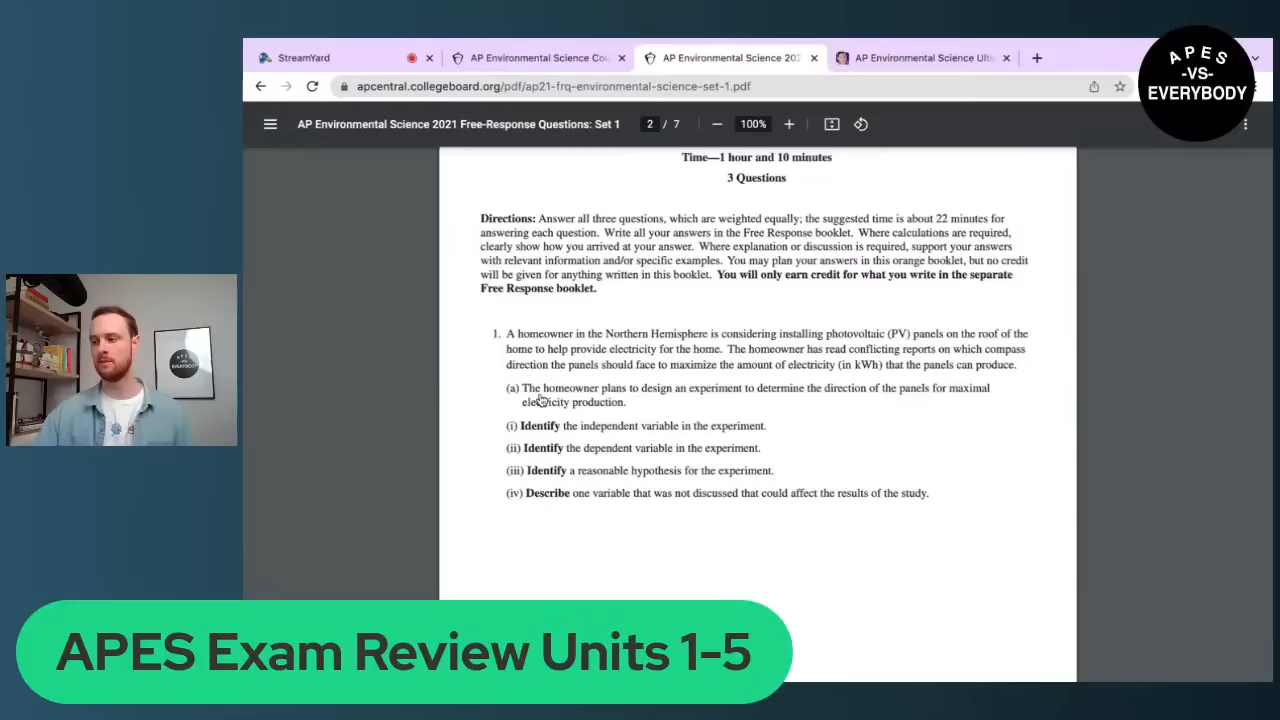 StreamYard
AP Environmental Science Cou
AP Environmental Science 202
AP Environmental Science Ulti
apcentral.collegeboard.org/pdf/ap21-frq-environmental-science-set-1.pdf
APES
-VS-
EVERYBODY
AP Environmental Science 2021 Free-Response Questions: Set 1
2 / 7
100%
Time—1 hour and 10 minutes
3 Questions
Directions: Answer all three questions, which are weighted equally; the suggested time is about 22 minutes for
answering each question. Write all your answers in the Free Response booklet. Where calculations are required,
clearly show how you arrived at your answer. Where explanation or discussion is required, support your answers
with relevant information and/or specific examples. You may plan your answers in this orange booklet, but no credit
will be given for anything written in this booklet. You will only earn credit for what you write in the separate
Free Response booklet.
1. A homeowner in the Northern Hemisphere is considering installing photovoltaic (PV) panels on the roof of the
home to help provide electricity for the home. The homeowner has read conflicting reports on which compass
direction the panels should face to maximize the amount of electricity (in kWh) that the panels can produce.
(a) The homeowner plans to design an experiment to determine the direction of the panels for maximal
electricity production.
(i) Identify the independent variable in the experiment.
(ii) Identify the dependent variable in the experiment.
(iii) Identify a reasonable hypothesis for the experiment.
(iv) Describe one variable that was not discussed that could affect the results of the study.
APES
-VS-
EVERYBODY
APES Exam Review Units 1-5